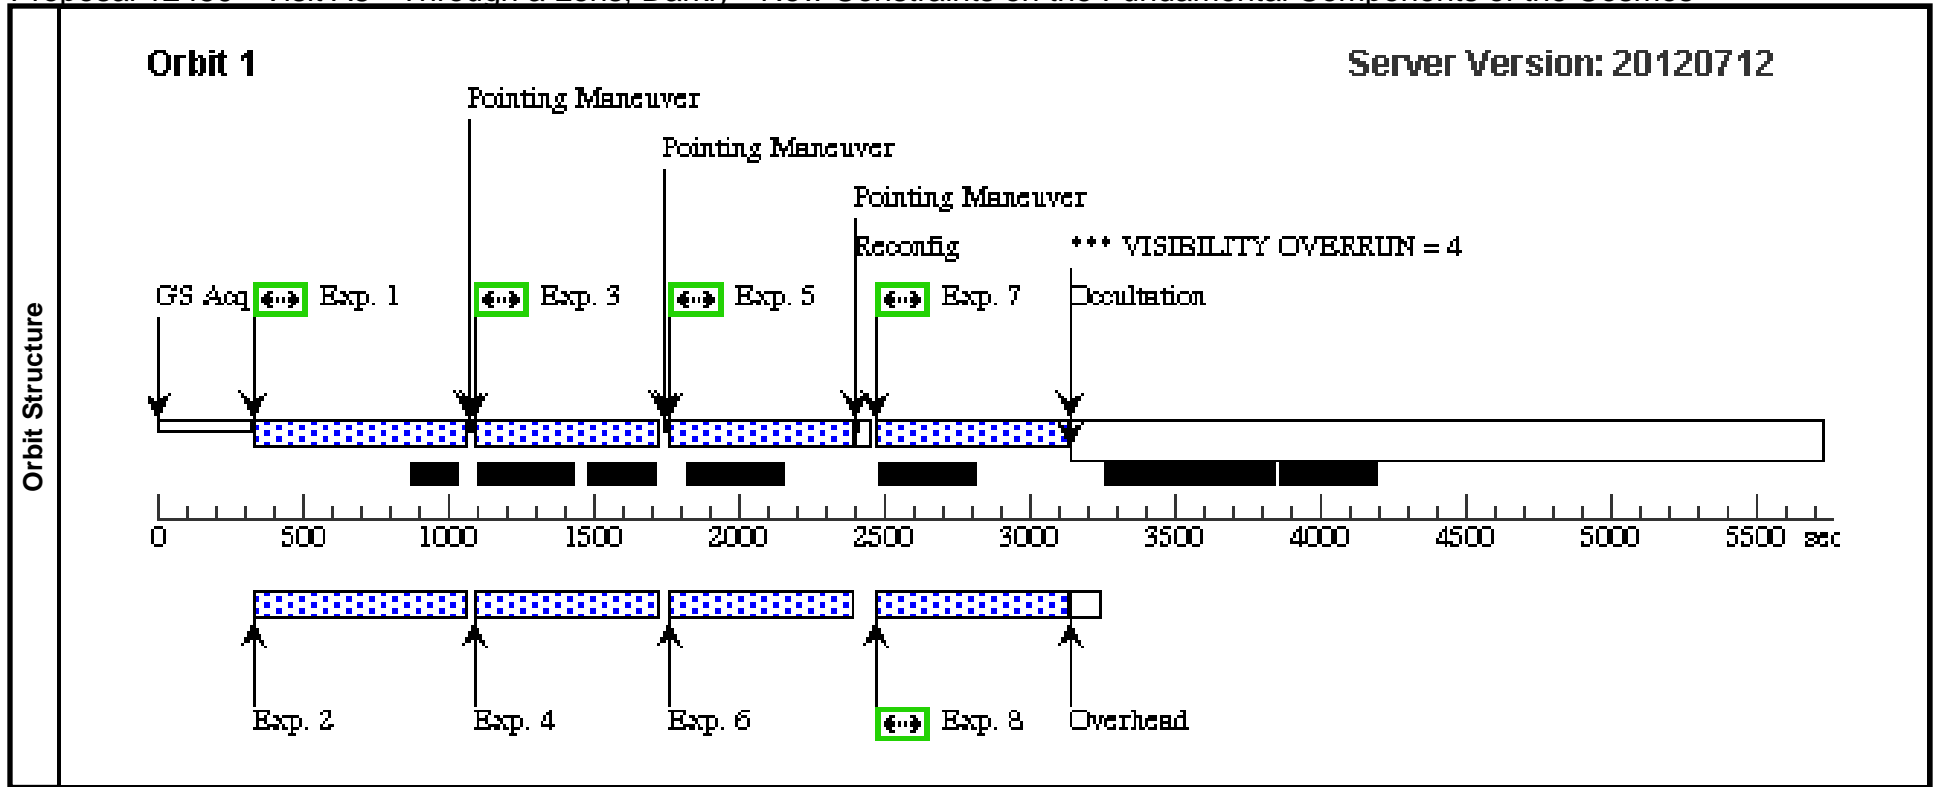 Orbit Structure
Orbit 1
Server Version: 20120712
Pointing Maneuver
Pointing Maneuver
Pointing Maneuver
Reconfig
*** VISIBILITY OVERRUN = 4
GS Acq
Exp. 1
Exp. 3
Exp. 5
Exp. 7
Occultation
0 500 1000 1500 2000 2500 3000 3500 4000 4500 5000 5500 sec
Exp. 2
Exp. 4
Exp. 6
Exp. 8
Overhead